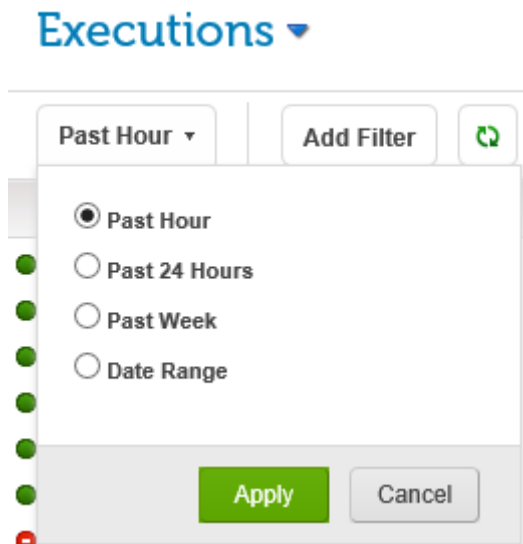 Executions
Past Hour Add Filter
Past Hour
Past 24 Hours
Past Week
Date Range
Apply Cancel